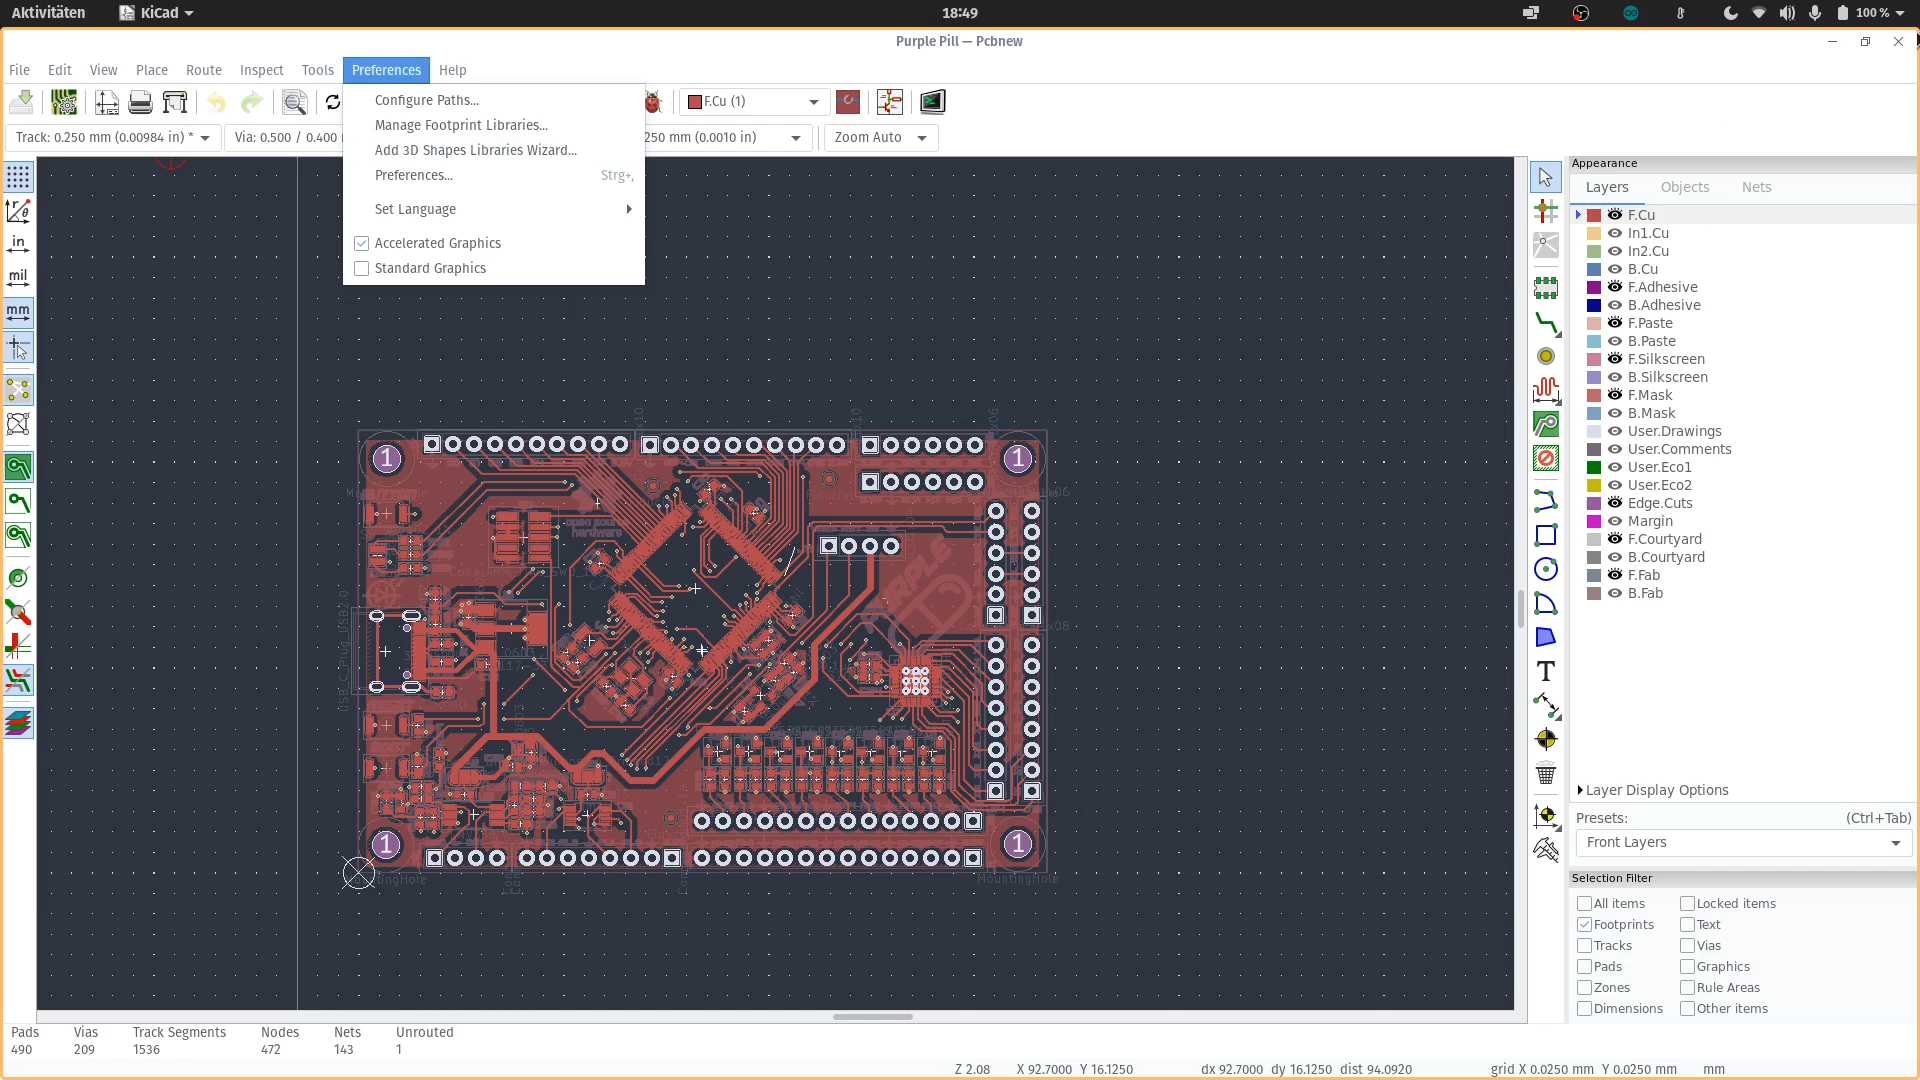 Aktivitäten KiCad 18:49 100 %
Purple Pill — Pcbnew
File Edit View Place Route Inspect Tools Preferences Help
Configure Paths...
Manage Footprint Libraries...
Add 3D Shapes Libraries Wizard...
Preferences... Strg+,
Set Language
Accelerated Graphics
Standard Graphics
F.Cu (1)
Track: 0.250 mm (0.00984 in) * Via: 0.500 / 0.400 250 mm (0.0010 in) Zoom Auto
in
mil
mm
Appearance
Layers Objects Nets
F.Cu
In1.Cu
In2.Cu
B.Cu
F.Adhesive
B.Adhesive
F.Paste
B.Paste
F.Silkscreen
B.Silkscreen
F.Mask
B.Mask
User.Drawings
User.Comments
User.Eco1
User.Eco2
Edge.Cuts
Margin
F.Courtyard
B.Courtyard
F.Fab
B.Fab
Layer Display Options
Presets: (Ctrl+Tab)
Front Layers
Selection Filter
All items Locked items
Footprints Text
Tracks Vias
Pads Graphics
Zones Rule Areas
Dimensions Other items
1
1
1
1
MountingHole
Pads Vias Track Segments Nodes Nets Unrouted
490 209 1536 472 143 1
Z 2.08 X 92.7000 Y 16.1250 dx 92.7000 dy 16.1250 dist 94.0920 grid X 0.0250 mm Y 0.0250 mm mm